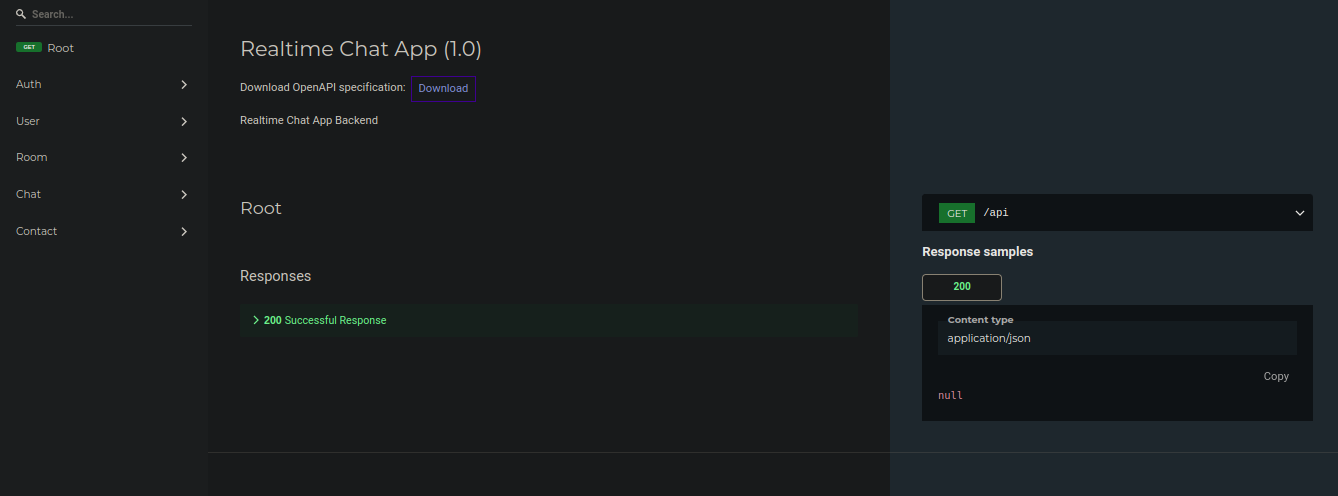 Search...
GET Root
Auth
User
Room
Chat
Contact
Realtime Chat App (1.0)
Download OpenAPI specification: Download
Realtime Chat App Backend
Root
Responses
200 Successful Response
GET /api
Response samples
200
Content type
application/json
Copy
null